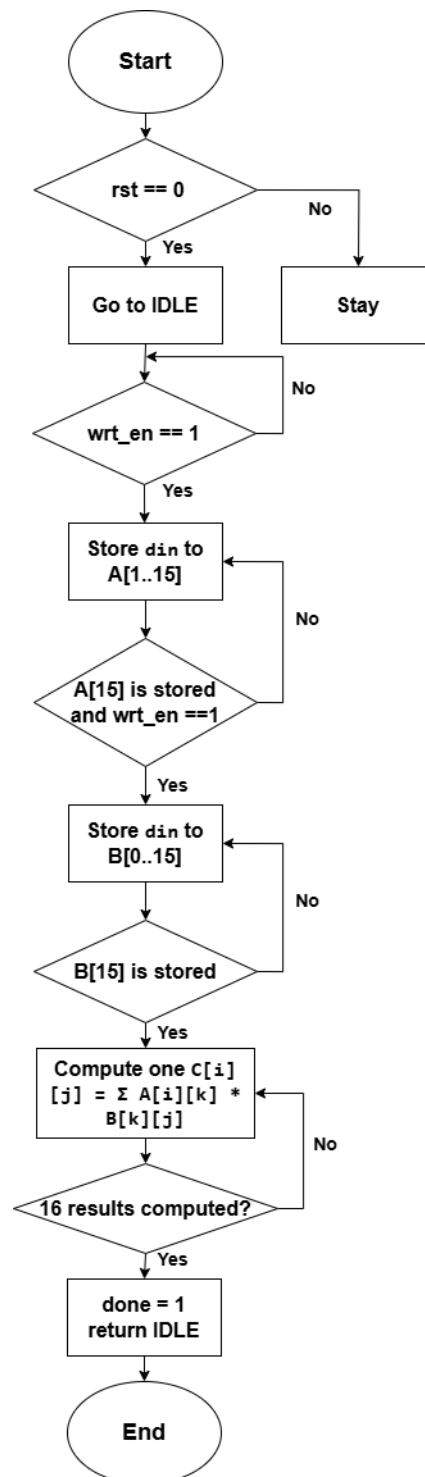 Start
rst == 0
No
Yes
Go to IDLE
Stay
No
wrt_en == 1
Yes
Store din to
A[1..15]
No
A[15] is stored
and wrt_en ==1
Yes
Store din to
B[0..15]
No
B[15] is stored
Yes
Compute one C[i]
[j] = Σ A[i][k] *
B[k][j]
No
16 results computed?
Yes
done = 1
return IDLE
End